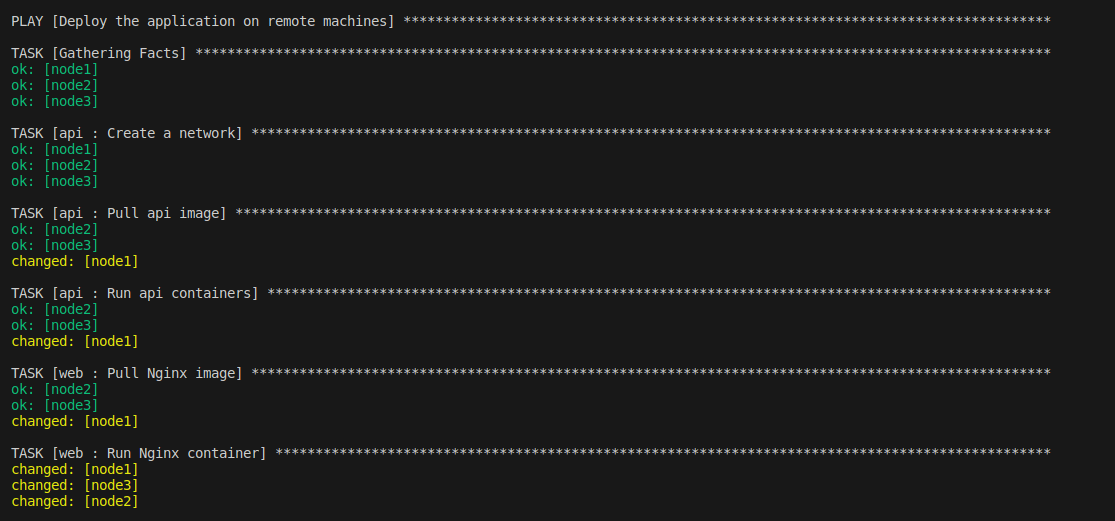 PLAY [Deploy the application on remote machines] *********************************************************************************
TASK [Gathering Facts] ***********************************************************************************************************
ok: [node1]
ok: [node2]
ok: [node3]
TASK [api : Create a network] ****************************************************************************************************
ok: [node1]
ok: [node2]
ok: [node3]
TASK [api : Pull api image] ******************************************************************************************************
ok: [node2]
ok: [node3]
changed: [node1]
TASK [api : Run api containers] **************************************************************************************************
ok: [node2]
ok: [node3]
changed: [node1]
TASK [web : Pull Nginx image] ****************************************************************************************************
ok: [node2]
ok: [node3]
changed: [node1]
TASK [web : Run Nginx container] *************************************************************************************************
changed: [node1]
changed: [node3]
changed: [node2]